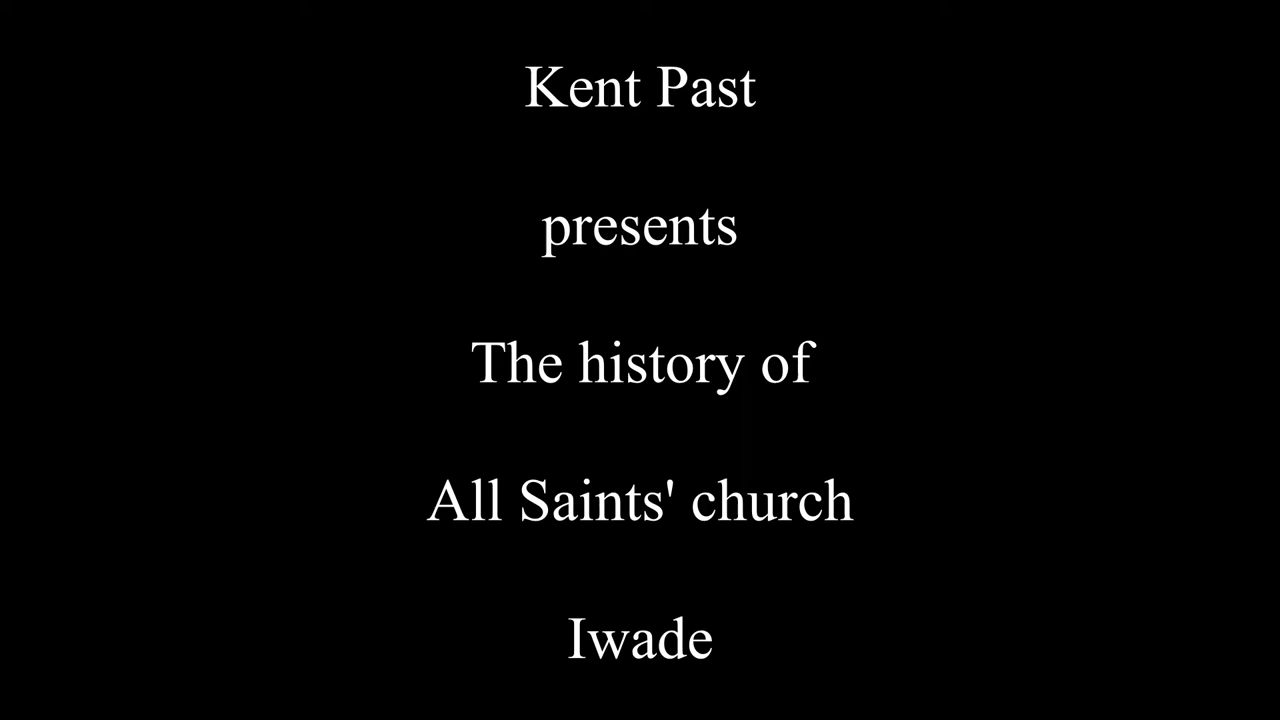 Kent Past
presents
The history of
All Saints' church
Iwade